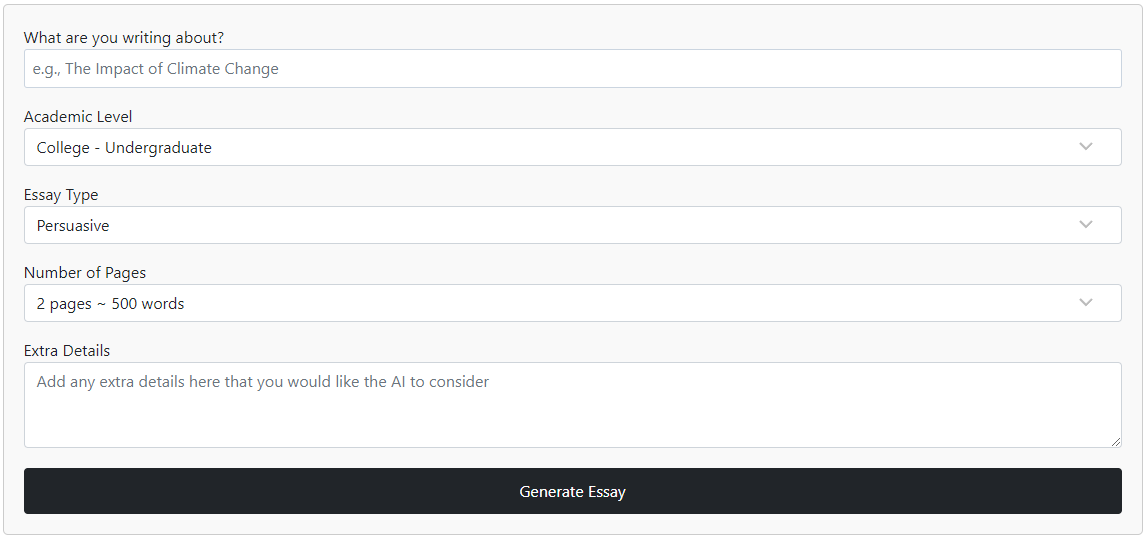 What are you writing about?
e.g., The Impact of Climate Change
Academic Level
College - Undergraduate
Essay Type
Persuasive
Number of Pages
2 pages ~ 500 words
Extra Details
Add any extra details here that you would like the AI to consider
Generate Essay